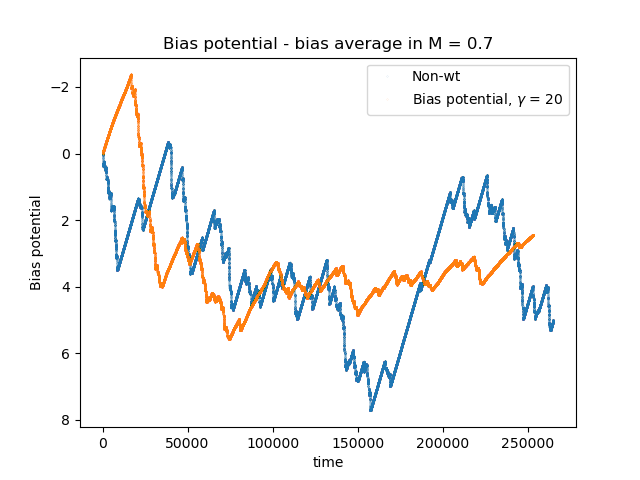 Bias potential - bias average in M = 0.7
Non-wt
Bias potential, γ = 20
−2
0
2
4
6
8
Bias potential
0
50000
100000
150000
200000
250000
time